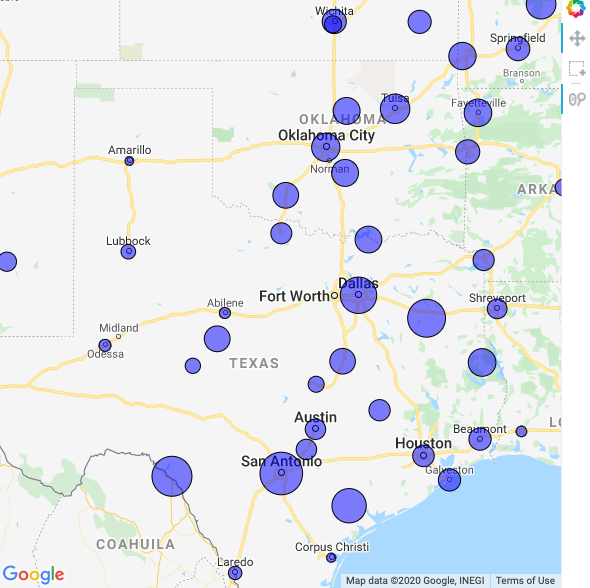 Wichita
Springfield
Branson
Tulsa
Fayetteville
OKLAHOMA
Oklahoma City
Amarillo
Norman
ARKA
Lubbock
Dallas
Fort Worth
Shreveport
Abilene
Midland
Odessa
TEXAS
Austin
LO
Beaumont
Houston
San Antonio
Galveston
COAHUILA
Corpus Christi
Laredo
Google
Map data ©2020 Google, INEGI
Terms of Use